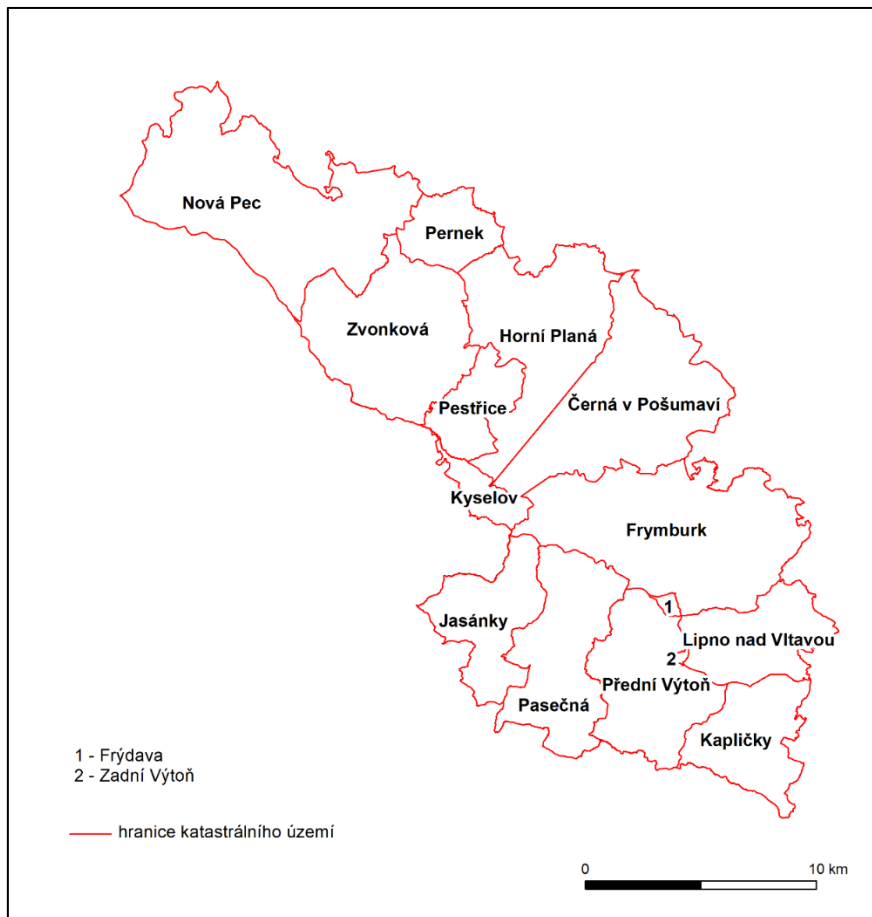 Nová Pec
Pernek
Zvonková
Horní Planá
Pestřice
Černá v Pošumaví
Kyselov
Frymburk
1
Jasánky
Lipno nad Vltavou
2
Přední Výtoň
Pasečná
Kapličky
1 - Frýdava
2 - Zadní Výtoň
hranice katastrálního území
0 10 km